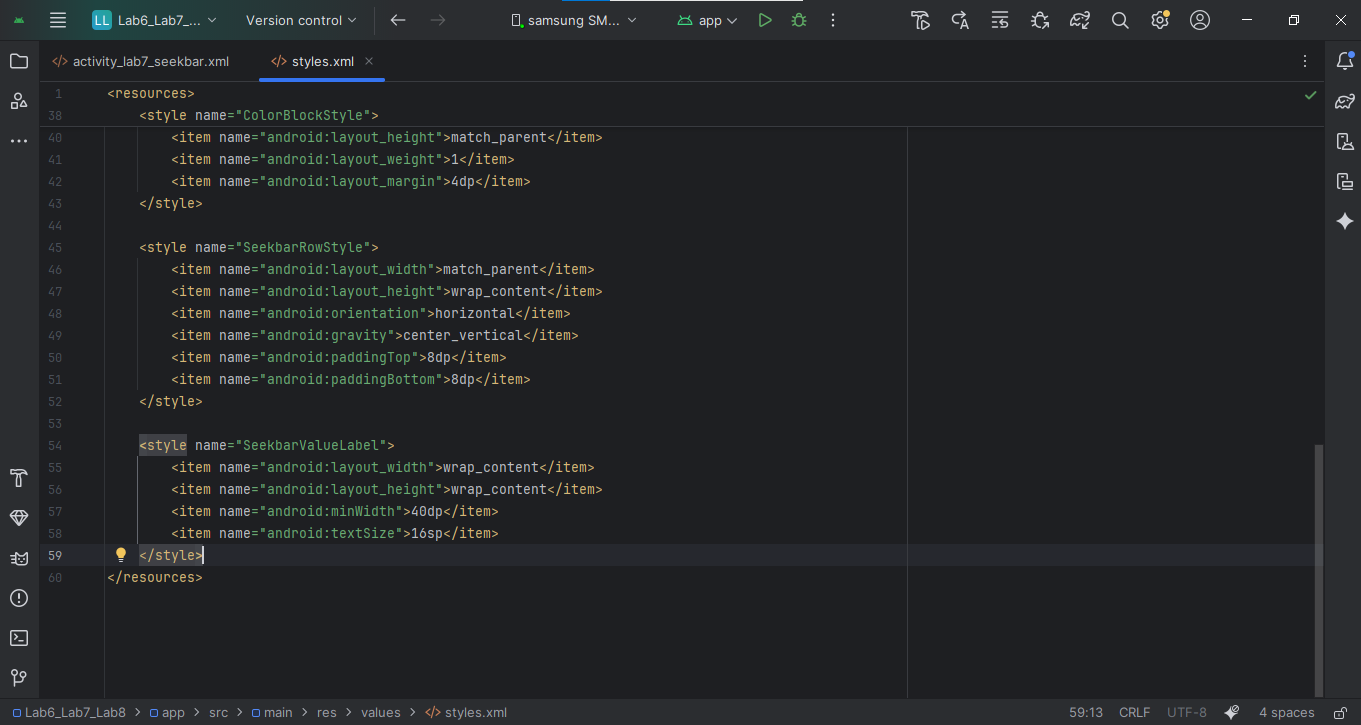 LL Lab6_Lab7_... Version control samsung SM... app
activity_lab7_seekbar.xml styles.xml
1 <resources>
38 <style name="ColorBlockStyle">
40 <item name="android:layout_height">match_parent</item>
41 <item name="android:layout_weight">1</item>
42 <item name="android:layout_margin">4dp</item>
43 </style>
44
45 <style name="SeekbarRowStyle">
46 <item name="android:layout_width">match_parent</item>
47 <item name="android:layout_height">wrap_content</item>
48 <item name="android:orientation">horizontal</item>
49 <item name="android:gravity">center_vertical</item>
50 <item name="android:paddingTop">8dp</item>
51 <item name="android:paddingBottom">8dp</item>
52 </style>
53
54 <style name="SeekbarValueLabel">
55 <item name="android:layout_width">wrap_content</item>
56 <item name="android:layout_height">wrap_content</item>
57 <item name="android:minWidth">40dp</item>
58 <item name="android:textSize">16sp</item>
59 </style>
60 </resources>
Lab6_Lab7_Lab8 > app > src > main > res > values > styles.xml 59:13 CRLF UTF-8 4 spaces